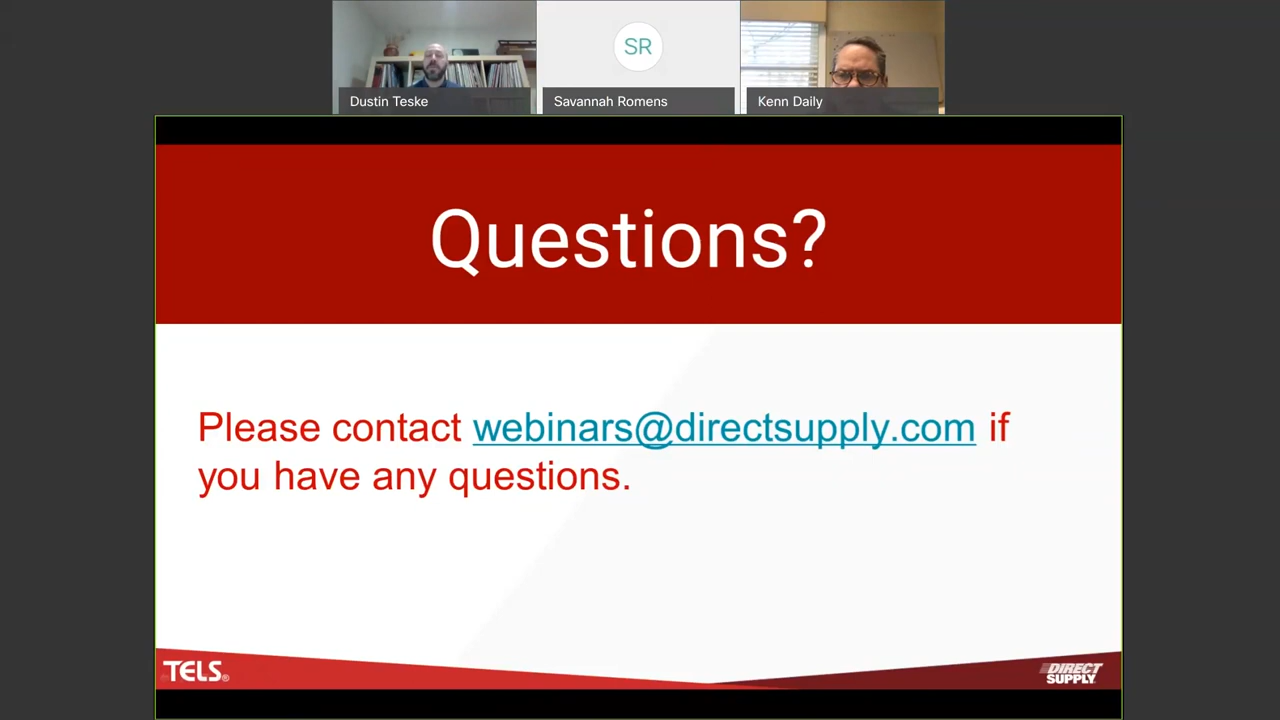 Dustin Teske
SR
Savannah Romens
Kenn Daily
Questions?
Please contact webinars@directsupply.com if
you have any questions.
TELS®
DIRECT
SUPPLY